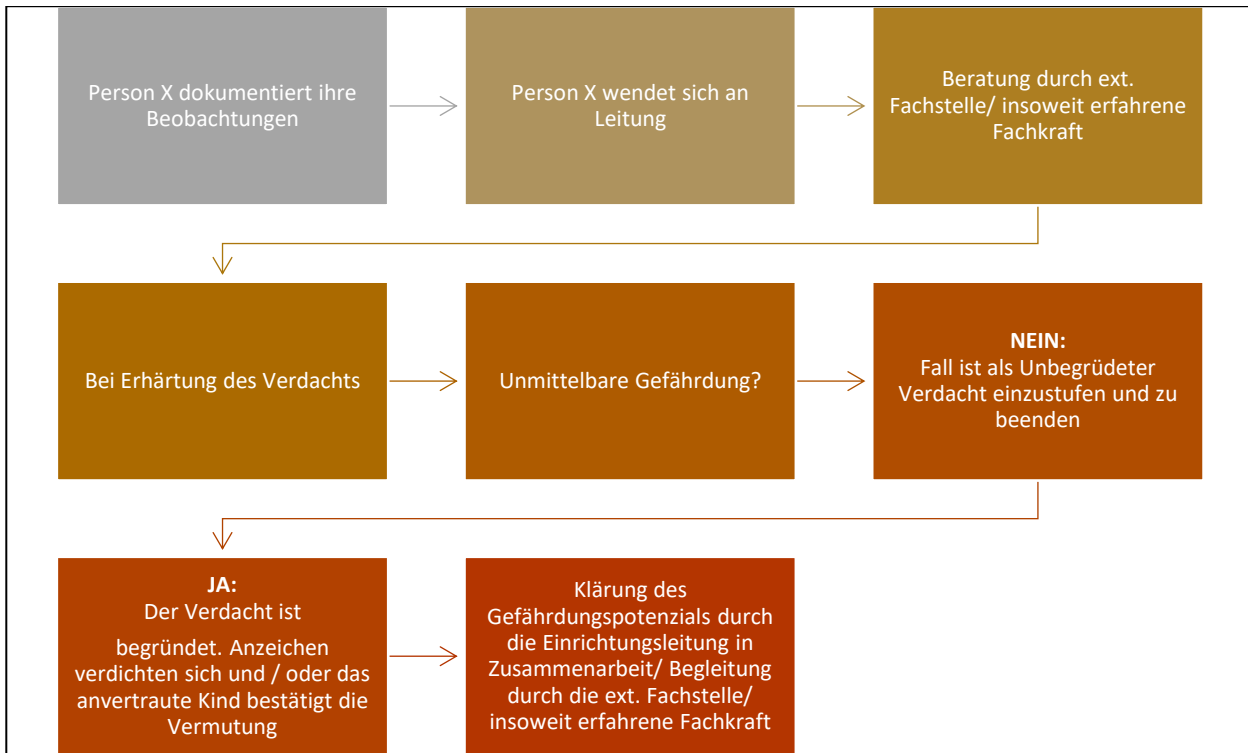 Person X dokumentiert ihre
Beobachtungen
Person X wendet sich an
Leitung
Beratung durch ext.
Fachstelle/ insoweit erfahrene
Fachkraft
Bei Erhärtung des Verdachts
Unmittelbare Gefährdung?
NEIN:
Fall ist als Unbegrüdeter
Verdacht einzustufen und zu
beenden
JA:
Der Verdacht ist
begründet. Anzeichen
verdichten sich und / oder das
anvertraute Kind bestätigt die
Vermutung
Klärung des
Gefährdungspotenzials durch
die Einrichtungsleitung in
Zusammenarbeit/ Begleitung
durch die ext. Fachstelle/
insoweit erfahrene Fachkraft